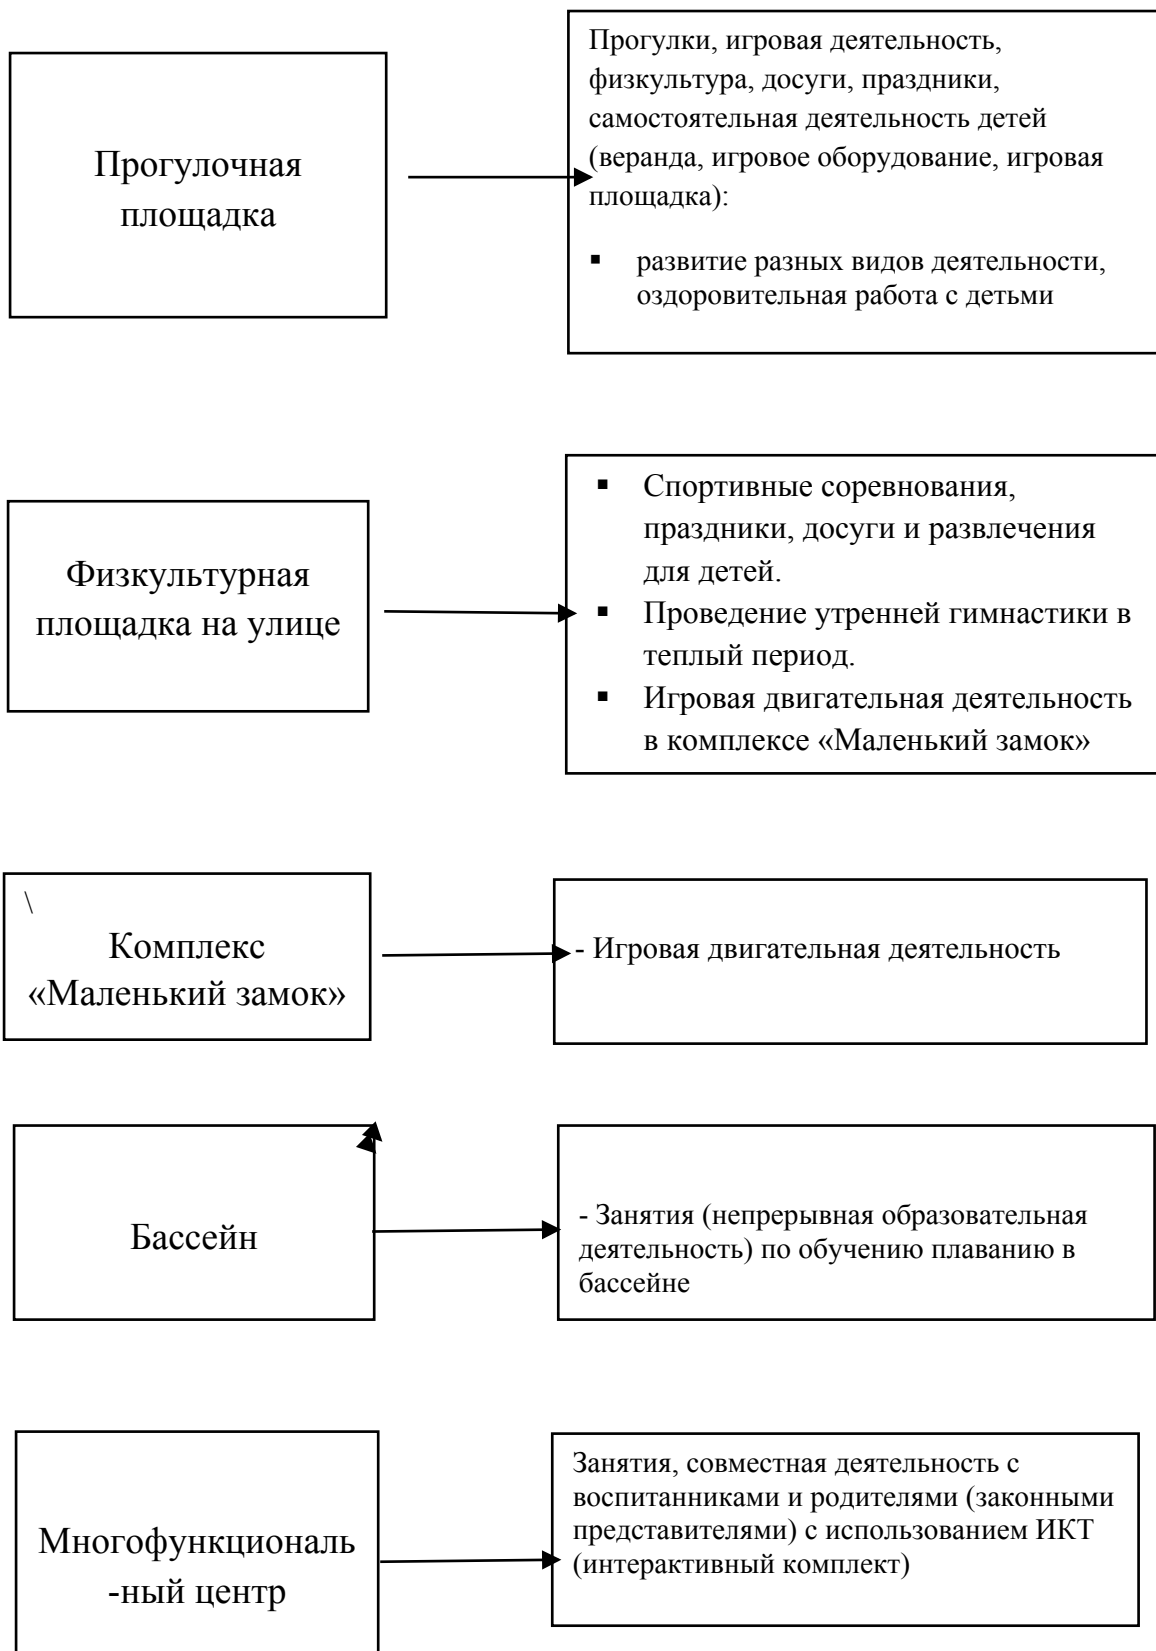 Прогулочная
площадка
Прогулки, игровая деятельность,
физкультура, досуги, праздники,
самостоятельная деятельность детей
(веранда, игровое оборудование, игровая
площадка):
▪ развитие разных видов деятельности,
оздоровительная работа с детьми
Физкультурная
площадка на улице
▪ Спортивные соревнования,
праздники, досуги и развлечения
для детей.
▪ Проведение утренней гимнастики в
теплый период.
▪ Игровая двигательная деятельность
в комплексе «Маленький замок»
\
Комплекс
«Маленький замок»
- Игровая двигательная деятельность
Бассейн
- Занятия (непрерывная образовательная
деятельность) по обучению плаванию в
бассейне
Многофункциональ
-ный центр
Занятия, совместная деятельность с
воспитанниками и родителями (законными
представителями) с использованием ИКТ
(интерактивный комплект)